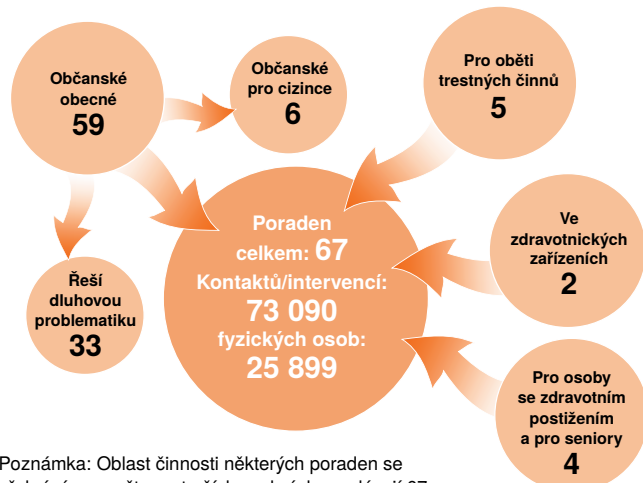 Občanské
obecné
59
Občanské
pro cizince
6
Pro oběti
trestných činnů
5
Poraden
celkem: 67
Kontaktů/intervencí:
73 090
fyzických osob:
25 899
Ve
zdravotnických
zařízeních
2
Řeší
dluhovou
problematiku
33
Pro osoby
se zdravotním
postižením
a pro seniory
4
Poznámka: Oblast činnosti některých poraden se